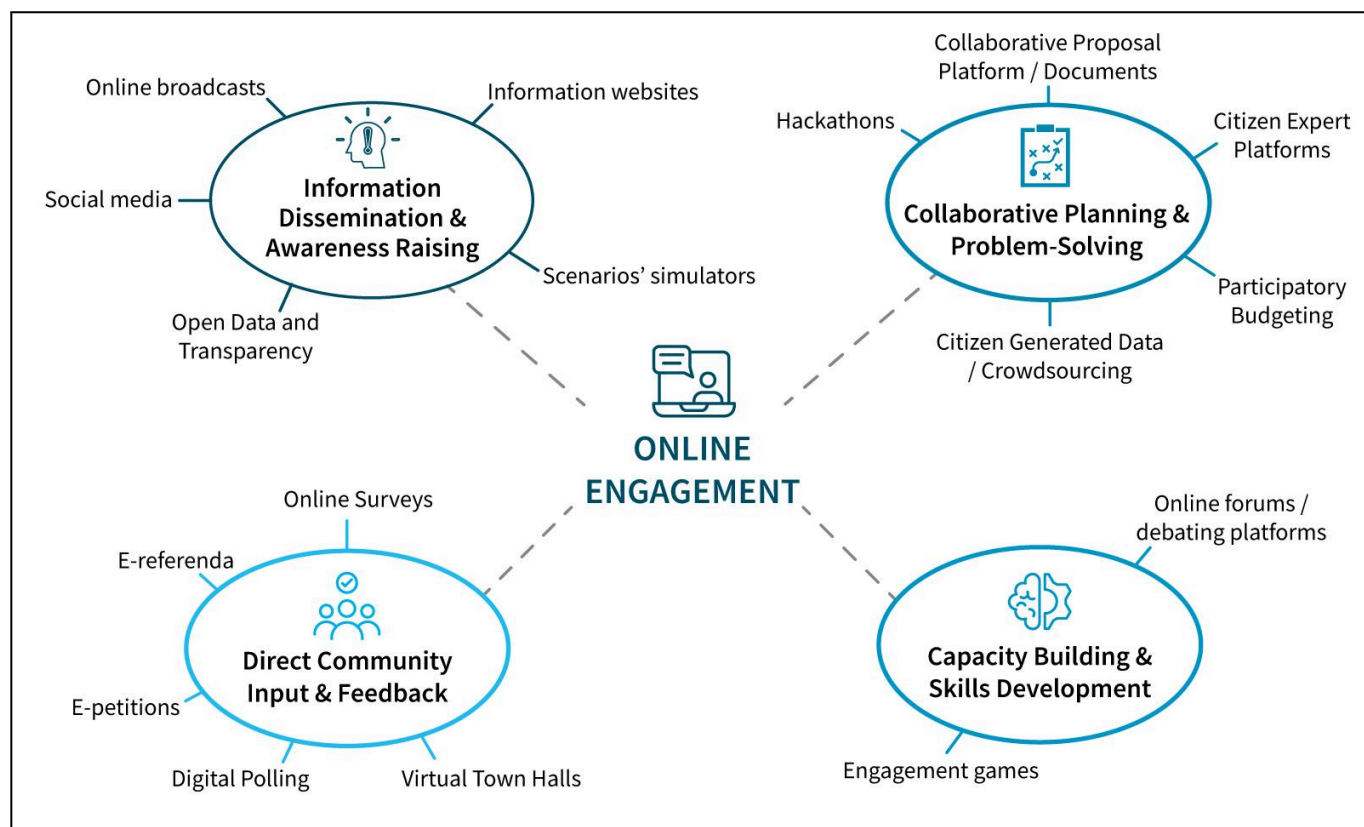 Online broadcasts
Information websites
Social media
Information
Dissemination &
Awareness Raising
Scenarios’ simulators
Open Data and
Transparency
Collaborative Proposal
Platform / Documents
Hackathons
Citizen Expert
Platforms
Collaborative Planning &
Problem-Solving
Participatory
Budgeting
Citizen Generated Data
/ Crowdsourcing
ONLINE
ENGAGEMENT
Online Surveys
E-referenda
Direct Community
Input & Feedback
E-petitions
Digital Polling
Virtual Town Halls
Online forums /
debating platforms
Capacity Building &
Skills Development
Engagement games